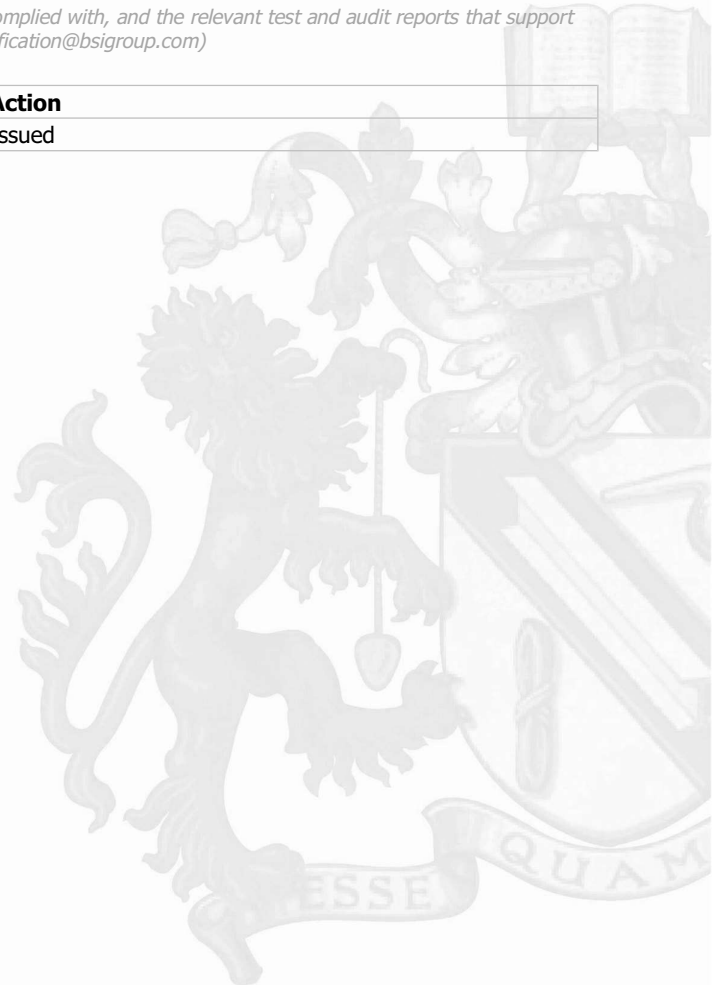 omplied with, and the relevant test and audit reports that support
fication@bsigroup.com)
Action
ssued
ESSE QUAM